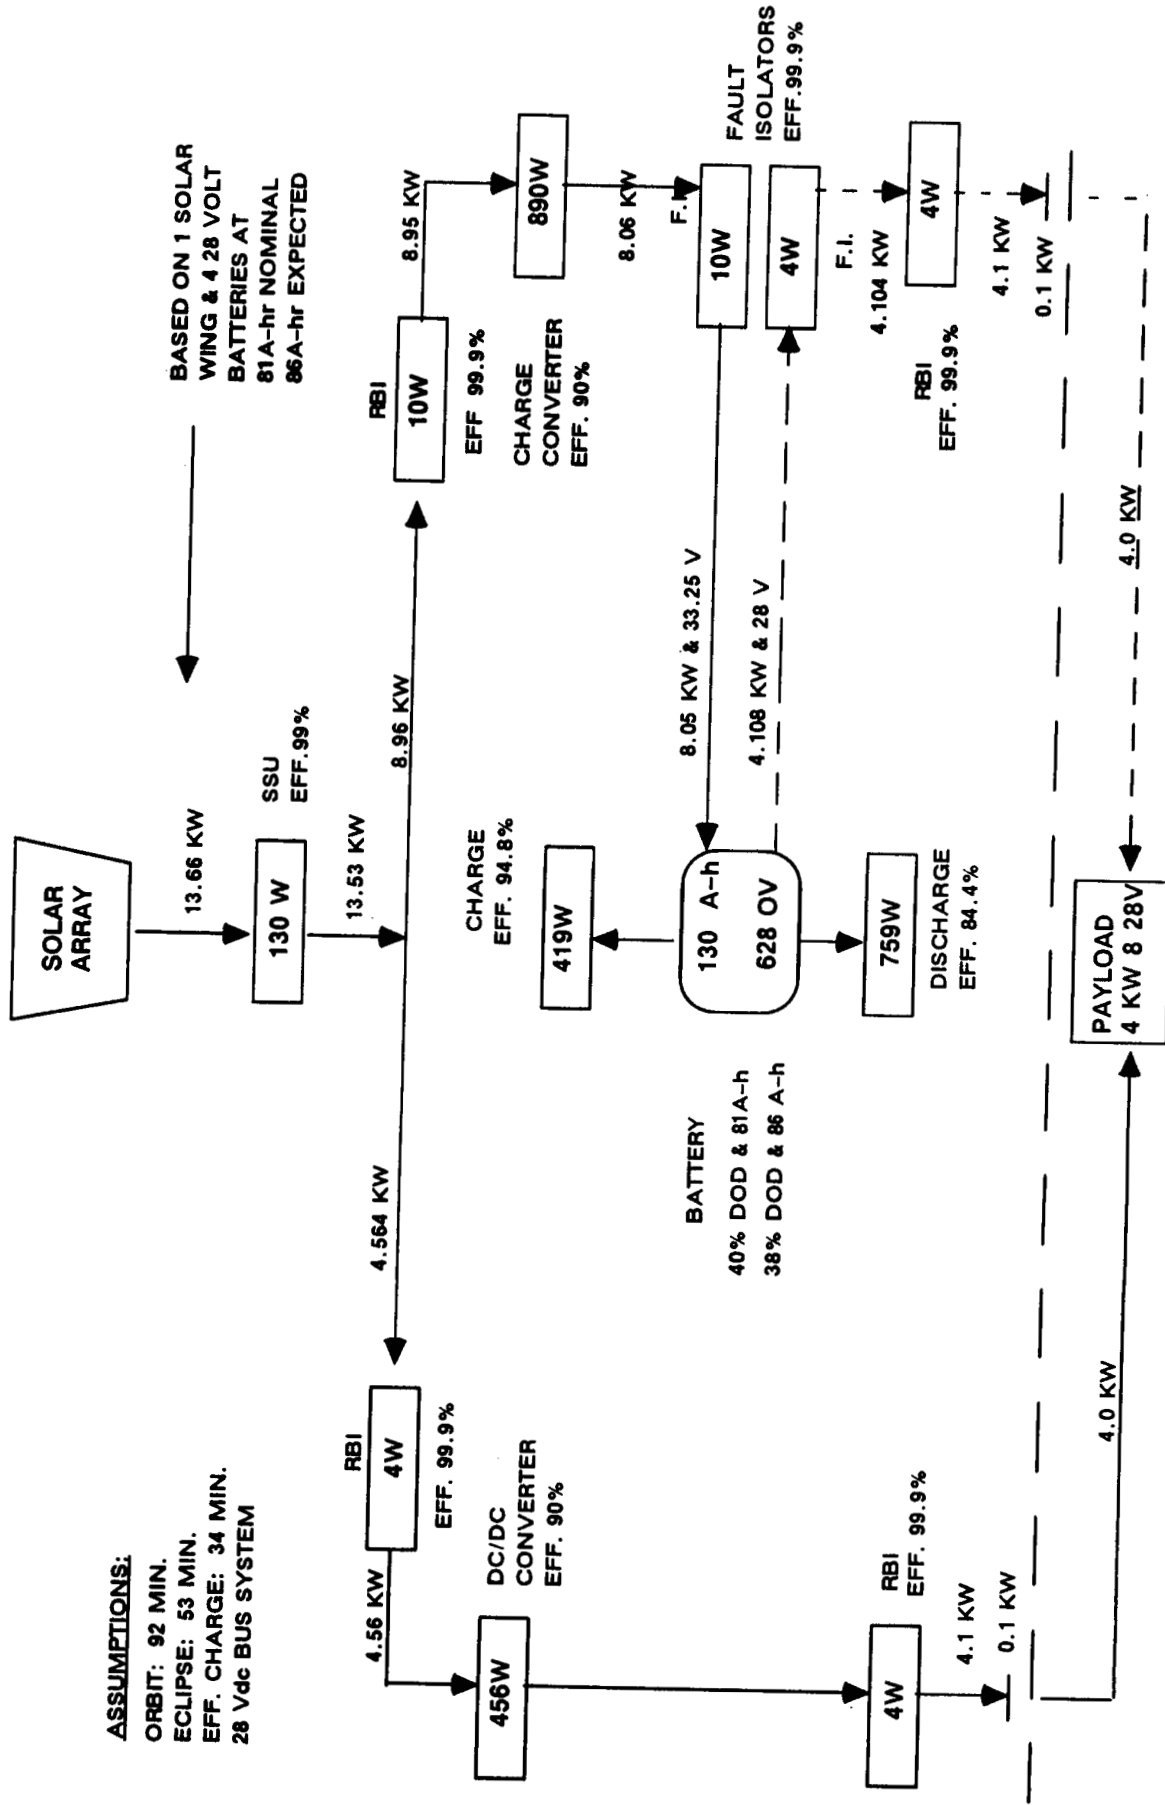 ASSUMPTIONS:
ORBIT: 92 MIN.
ECLIPSE: 53 MIN.
EFF. CHARGE: 34 MIN.
28 Vdc BUS SYSTEM
SOLAR
ARRAY
13.66 KW
130 W
SSU
EFF.99%
13.53 KW
BASED ON 1 SOLAR
WING & 4 28 VOLT
BATTERIES AT
81A-hr NOMINAL
86A-hr EXPECTED
4.564 KW
8.96 KW
RBI
4W
EFF. 99.9%
4.56 KW
456W
DC/DC
CONVERTER
EFF. 90%
RBI
EFF. 99.9%
4W
4.1 KW
0.1 KW
4.0 KW
RBI
10W
EFF 99.9%
8.95 KW
890W
CHARGE
CONVERTER
EFF. 90%
8.06 KW
F.I.
10W
4W
FAULT
ISOLATORS
EFF.99.9%
8.05 KW & 33.25 V
4.108 KW & 28 V
CHARGE
EFF. 94.8%
419W
130 A-h
628 OV
759W
DISCHARGE
EFF. 84.4%
BATTERY
40% DOD & 81A-h
38% DOD & 86 A-h
F.I.
4.104 KW
RBI
EFF. 99.9%
4W
4.1 KW
0.1 KW
4.0 KW
PAYLOAD
4 KW 8 28V